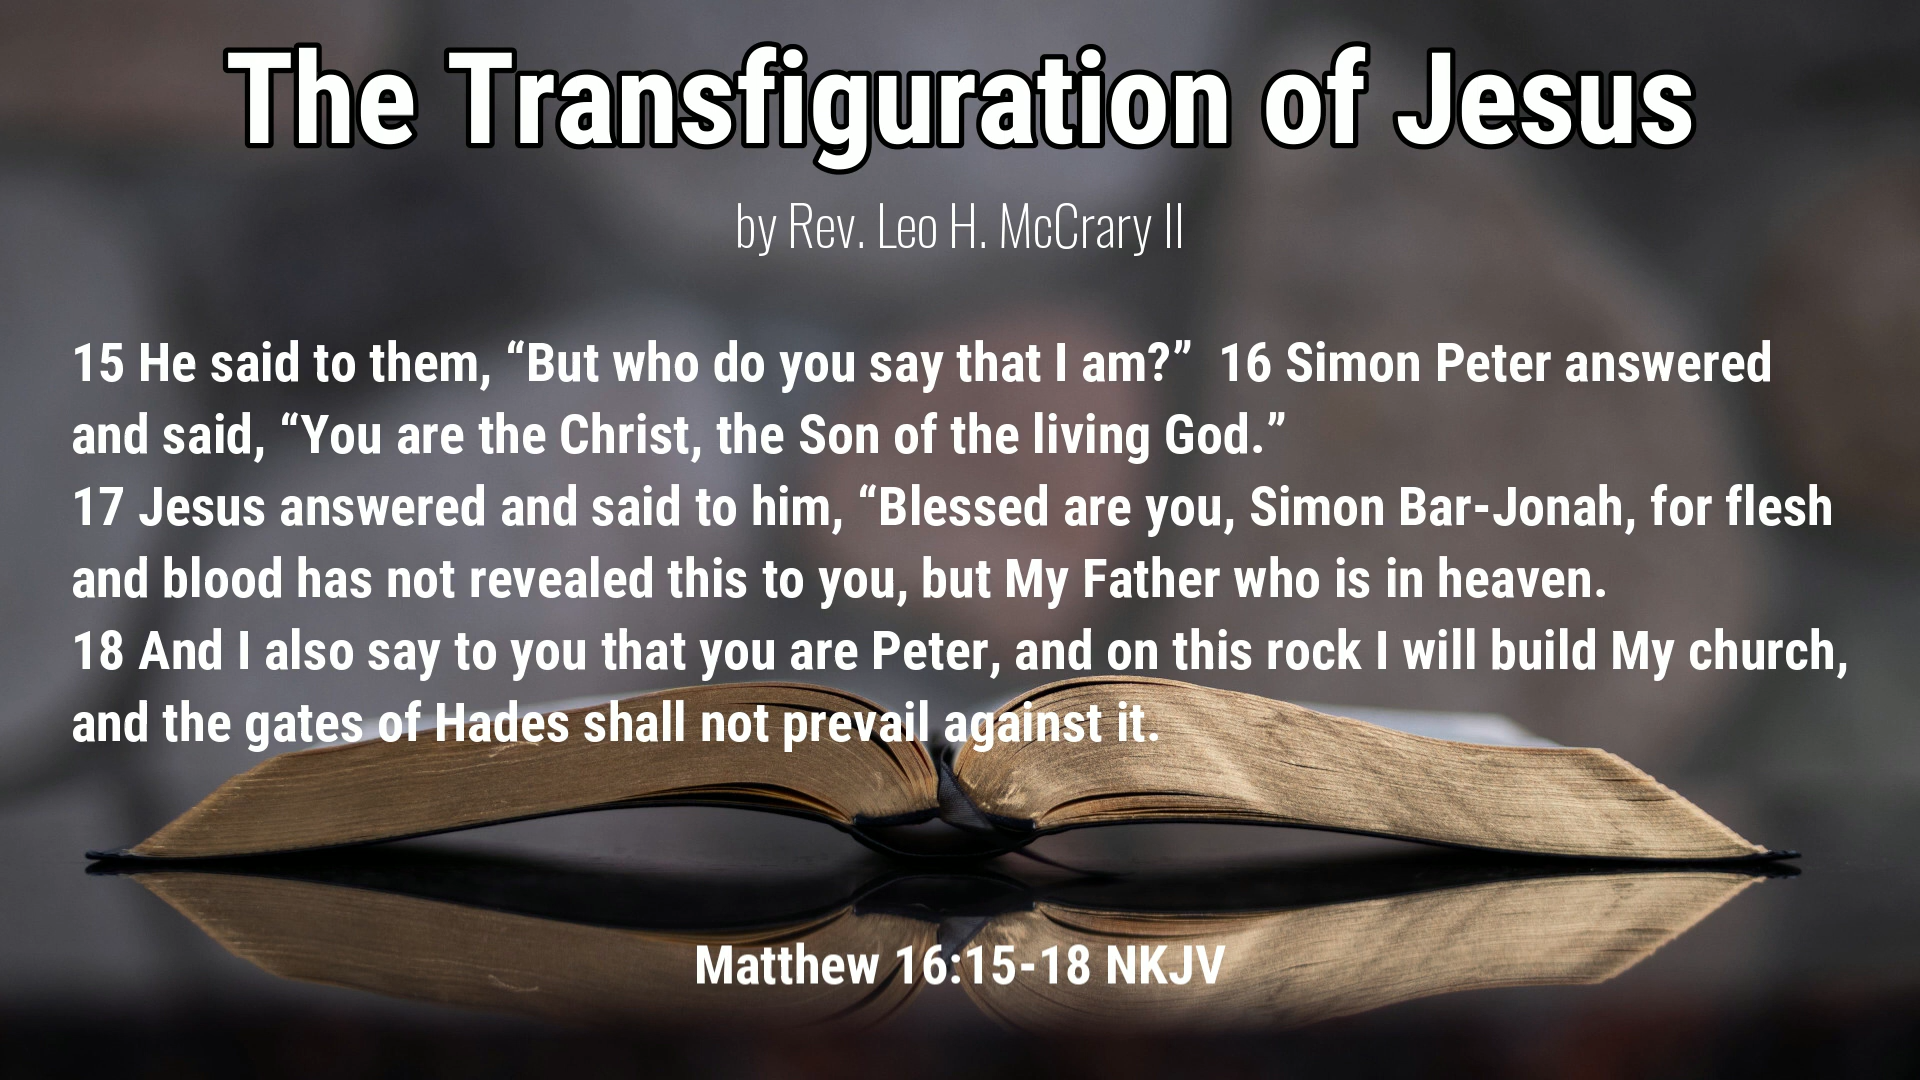 The Transfiguration of Jesus
by Rev. Leo H. McCrary II
15 He said to them, “But who do you say that I am?”  16 Simon Peter answered
and said, “You are the Christ, the Son of the living God.”
17 Jesus answered and said to him, “Blessed are you, Simon Bar-Jonah, for flesh
and blood has not revealed this to you, but My Father who is in heaven.
18 And I also say to you that you are Peter, and on this rock I will build My church,
and the gates of Hades shall not prevail against it.
Matthew 16:15-18 NKJV